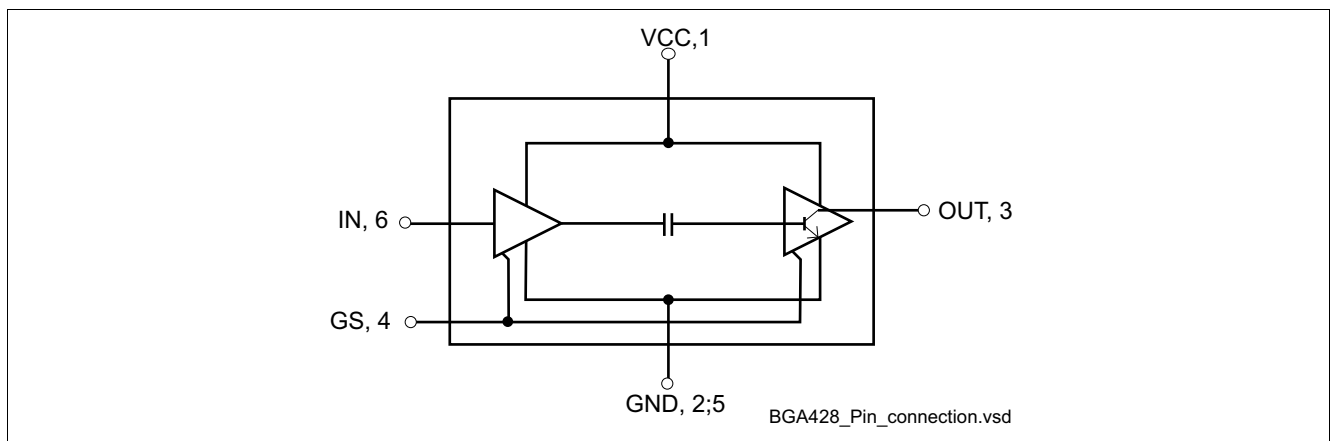 VCC,1
IN, 6
OUT, 3
GS, 4
GND, 2;5
BGA428_Pin_connection.vsd